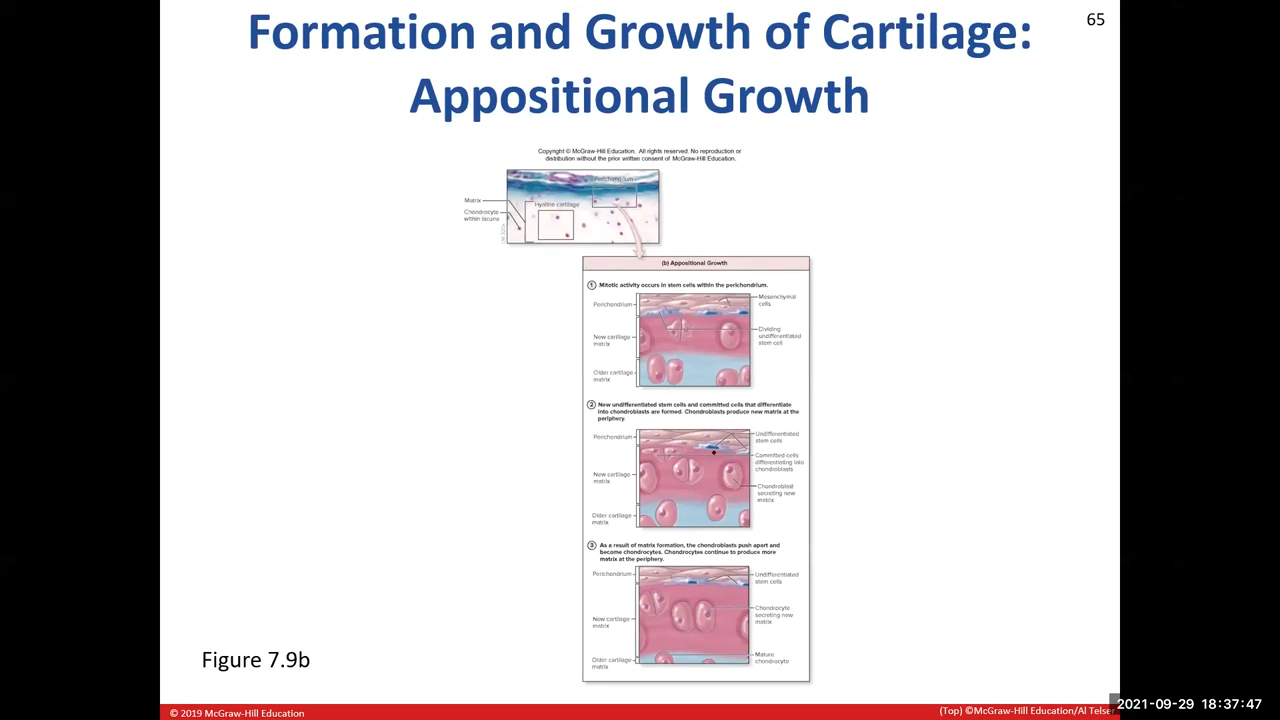 Formation and Growth of Cartilage:
65
Appositional Growth
Copyright © McGraw-Hill Education. All rights reserved. No reproduction or
distribution without the prior written consent of McGraw-Hill Education.
Perichondrium
Matrix
Hyaline cartilage
Chondrocyte
within lacuna
(b) Appositional Growth
1 Mitotic activity occurs in stem cells within the perichondrium.
Perichondrium
Mesenchymal
cells
New cartilage
matrix
Dividing
undifferentiated
stem cell
Older cartilage
matrix
2 New undifferentiated stem cells and committed cells that differentiate
into chondroblasts are formed. Chondroblasts produce new matrix at the
periphery.
Perichondrium
Undifferentiated
stem cells
Committed cells
differentiating into
chondroblasts
New cartilage
matrix
Chondroblast
secreting new
matrix
Older cartilage
matrix
3 As a result of matrix formation, the chondroblasts push apart and
become chondrocytes. Chondrocytes continue to produce more
matrix at the periphery.
Perichondrium
Undifferentiated
stem cells
New cartilage
matrix
Chondrocyte
secreting new
matrix
Older cartilage
matrix
Mature
chondrocyte
Figure 7.9b
© 2019 McGraw-Hill Education
(Top) ©McGraw-Hill Education/Al Telser
2021-09-29 18:37:47